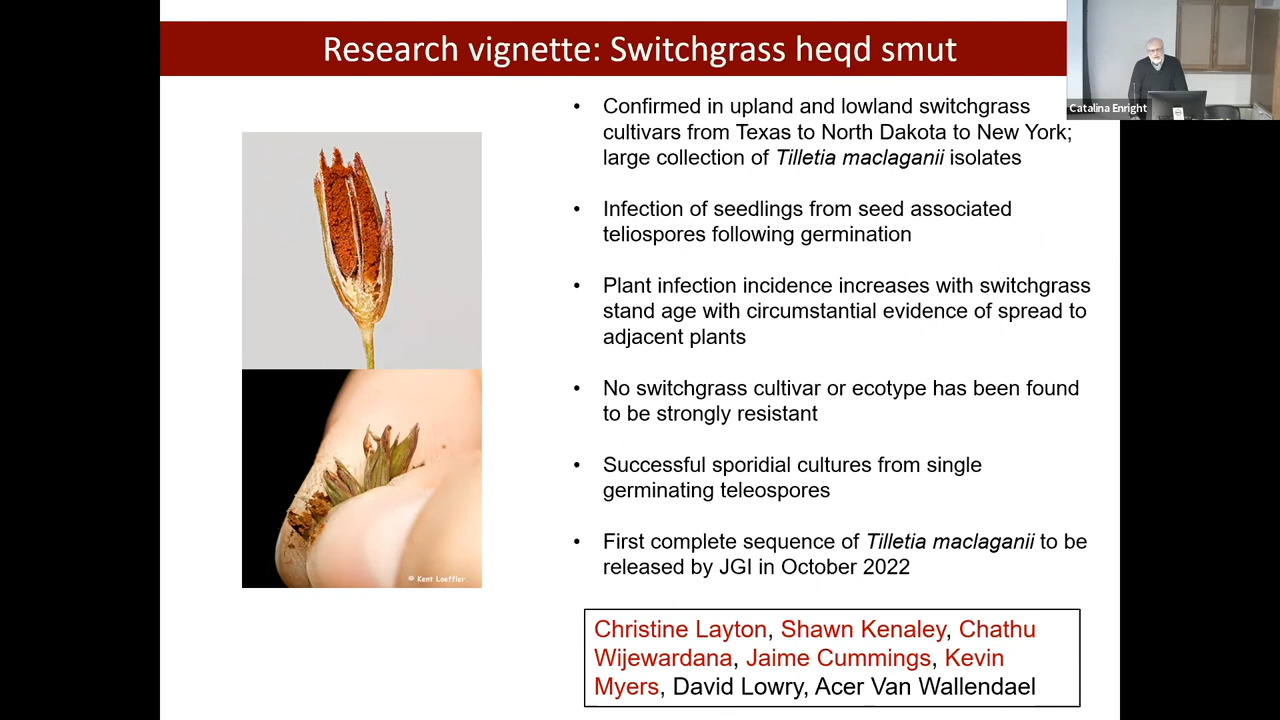 Research vignette: Switchgrass heqd smut
Catalina Enright
• Confirmed in upland and lowland switchgrass
cultivars from Texas to North Dakota to New York;
large collection of Tilletia maclaganii isolates
• Infection of seedlings from seed associated
teliospores following germination
• Plant infection incidence increases with switchgrass
stand age with circumstantial evidence of spread to
adjacent plants
• No switchgrass cultivar or ecotype has been found
to be strongly resistant
• Successful sporidial cultures from single
germinating teleospores
• First complete sequence of Tilletia maclaganii to be
released by JGI in October 2022
© Kent Loeffler
Christine Layton, Shawn Kenaley, Chathu
Wijewardana, Jaime Cummings, Kevin
Myers, David Lowry, Acer Van Wallendael